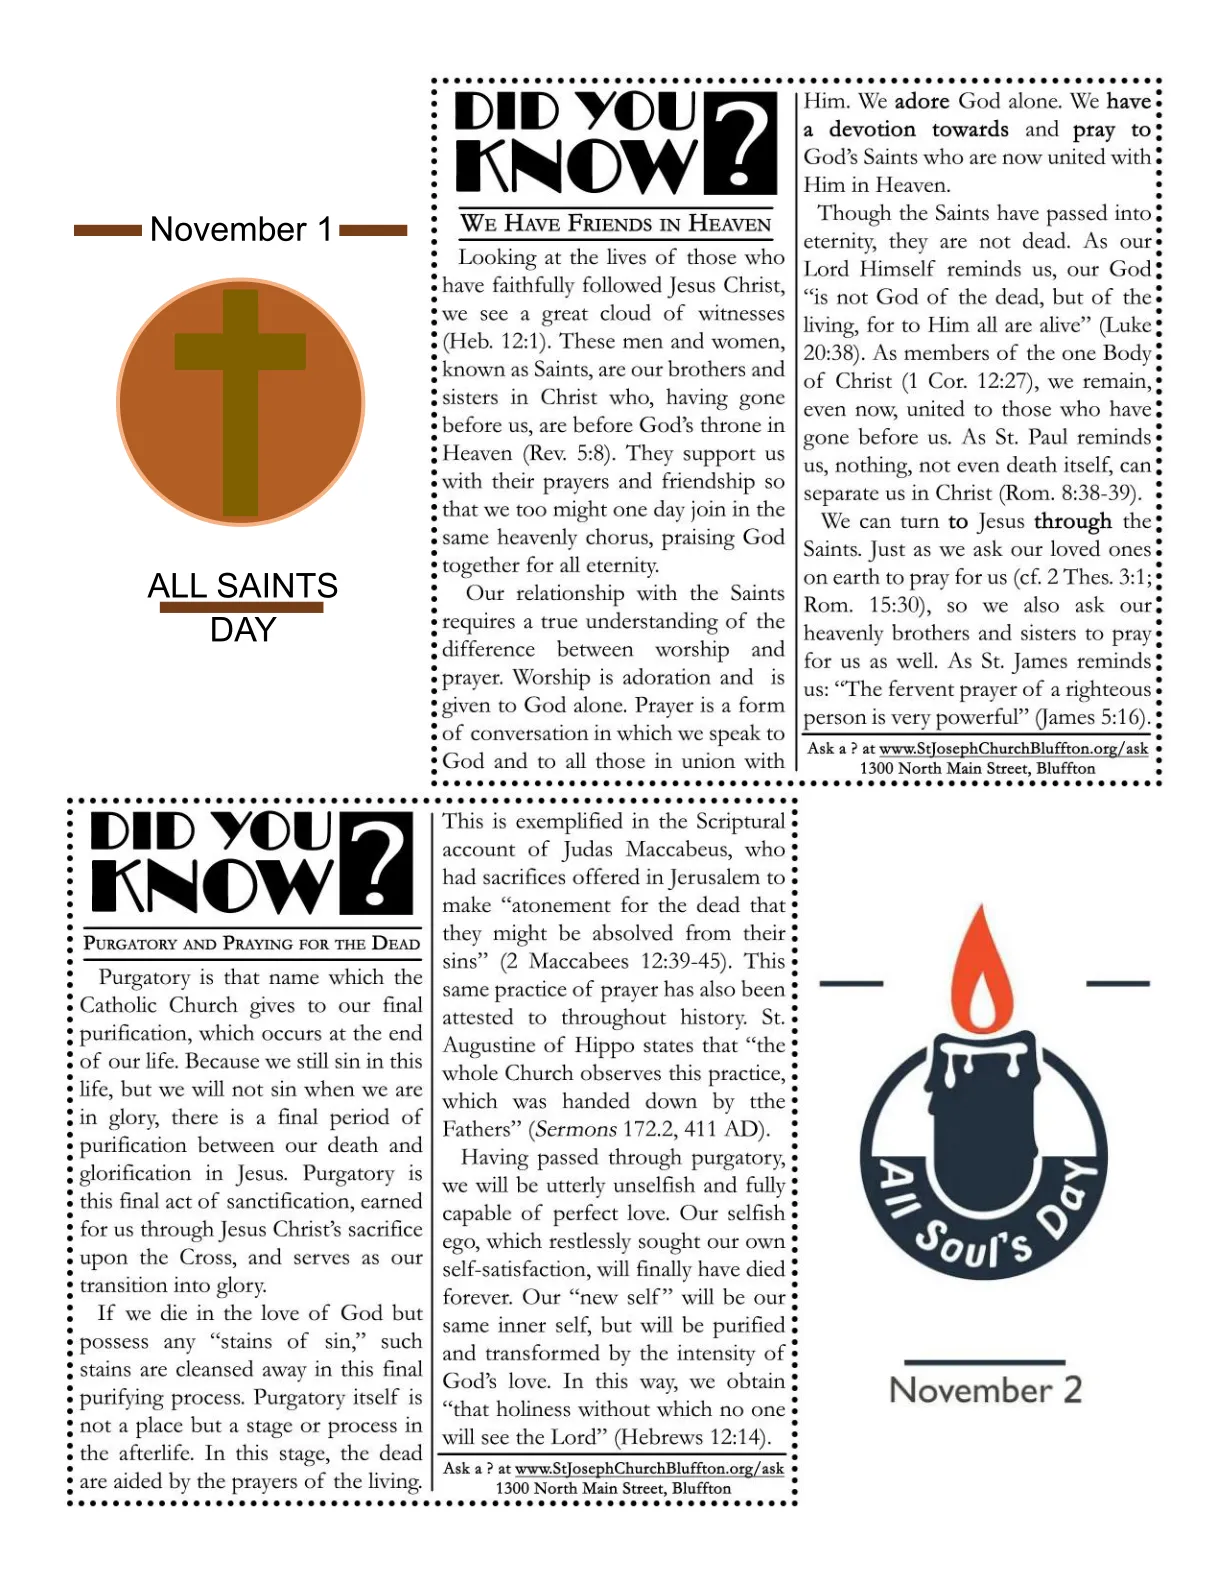 November 1
ALL SAINTS
DAY
DID YOU
KNOW?
WE HAVE FRIENDS IN HEAVEN
Looking at the lives of those who
have faithfully followed Jesus Christ,
we see a great cloud of witnesses
(Heb. 12:1). These men and women,
known as Saints, are our brothers and
sisters in Christ who, having gone
before us, are before God's throne in
Heaven (Rev. 5:8). They support us
with their prayers and friendship so
that we too might one day join in the
same heavenly chorus, praising God
together for all eternity.
Our relationship with the Saints
requires a true understanding of the
difference between worship and
prayer. Worship is adoration and is
given to God alone. Prayer is a form
of conversation in which we speak to
God and to all those in union with
Him. We adore God alone. We have
a devotion towards and pray to
God's Saints who are now united with
Him in Heaven.
Though the Saints have passed into
eternity, they are not dead. As our
Lord Himself reminds us, our God
“is not God of the dead, but of the
living, for to Him all are alive” (Luke
20:38). As members of the one Body
of Christ (1 Cor. 12:27), we remain,
even now, united to those who have
gone before us. As St. Paul reminds
us, nothing, not even death itself, can
separate us in Christ (Rom. 8:38-39).
We can turn to Jesus through the
Saints. Just as we ask our loved ones
on earth to pray for us (cf. 2 Thes. 3:1;
Rom. 15:30), so we also ask our
heavenly brothers and sisters to pray
for us as well. As St. James reminds
us: “The fervent prayer of a righteous
person is very powerful” (James 5:16).
Ask a ? at www.StJosephChurchBluffton.org/ask
1300 North Main Street, Bluffton
DID YOU
KNOW?
PURGATORY AND PRAYING FOR THE DEAD
Purgatory is that name which the
Catholic Church gives to our final
purification, which occurs at the end
of our life. Because we still sin in this
life, but we will not sin when we are
in glory, there is a final period of
purification between our death and
glorification in Jesus. Purgatory is
this final act of sanctification, earned
for us through Jesus Christ's sacrifice
upon the Cross, and serves as our
transition into glory.
If we die in the love of God but
possess any “stains of sin,” such
stains are cleansed away in this final
purifying process. Purgatory itself is
not a place but a stage or process in
the afterlife. In this stage, the dead
are aided by the prayers of the living.
This is exemplified in the Scriptural
account of Judas Maccabeus, who
had sacrifices offered in Jerusalem to
make “atonement for the dead that
they might be absolved from their
sins” (2 Maccabees 12:39-45). This
same practice of prayer has also been
attested to throughout history. St.
Augustine of Hippo states that “the
whole Church observes this practice,
which was handed down by tthe
Fathers” (Sermons 172.2, 411 AD).
Having passed through purgatory,
we will be utterly unselfish and fully
capable of perfect love. Our selfish
ego, which restlessly sought our own
self-satisfaction, will finally have died
forever. Our “new self” will be our
same inner self, but will be purified
and transformed by the intensity of
God's love. In this way, we obtain
“that holiness without which no one
will see the Lord” (Hebrews 12:14).
Ask a ? at www.StJosephChurchBluffton.org/ask
1300 North Main Street, Bluffton
All Soul's Day
November 2